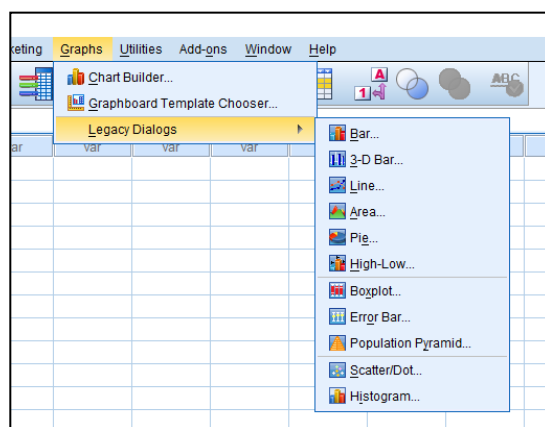 keting Graphs Utilities Add-ons Window Help
Chart Builder...
Graphboard Template Chooser...
Legacy Dialogs
1 A ABC
ar var var var
Bar...
3-D Bar...
Line...
Area...
Pie...
High-Low...
Boxplot...
Error Bar...
Population Pyramid...
Scatter/Dot...
Histogram...